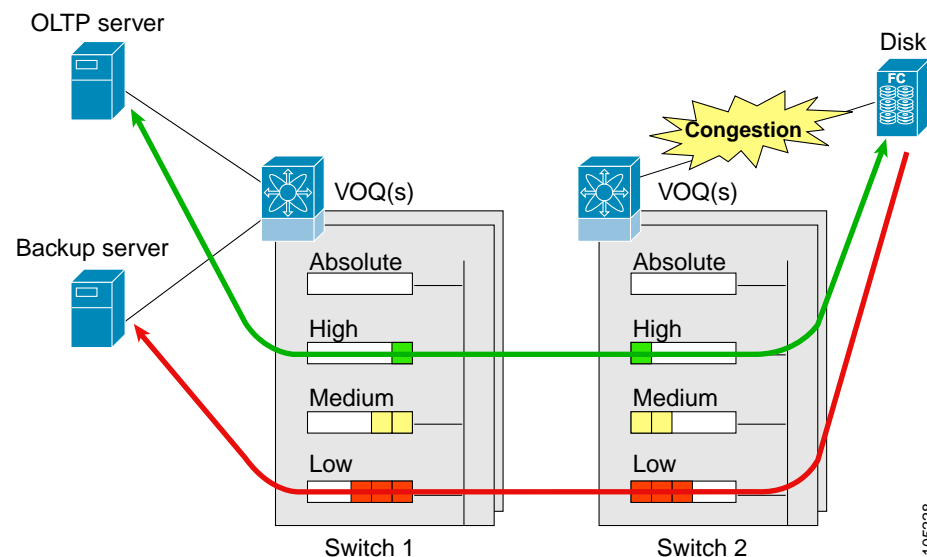 OLTP server
Disk
FC
Congestion
VOQ(s)
VOQ(s)
Backup server
Absolute
Absolute
High
High
Medium
Medium
Low
Low
Switch 1
Switch 2